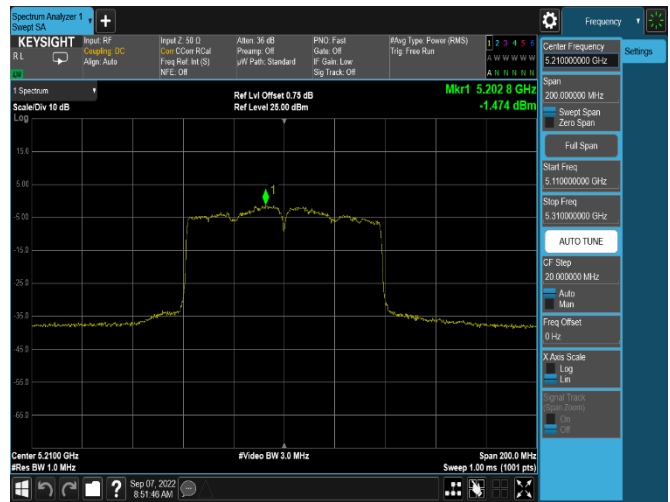 Spectrum Analyzer 1
Swept SA
Frequency
KEYSIGHT
RL
Input: RF
Coupling: DC
Align: Auto
Input Z: 50 Ω
Corr CCorr RCal
Freq Ref: Int (S)
NFE: Off
Atten: 36 dB
Preamp: Off
µW Path: Standard
PNO: Fast
Gate: Off
IF Gain: Low
Sig Track: Off
#Avg Type: Power (RMS)
Trig: Free Run
1 2 3 4 5 6
A W W W W W
A N N N N N
1 Spectrum
Scale/Div 10 dB
Log
Ref Lvl Offset 0.75 dB
Ref Level 25.00 dBm
Mkr1 5.202 8 GHz
-1.474 dBm
15.0
5.00
-5.00
-15.0
-25.0
-35.0
-45.0
-55.0
-65.0
1
Center 5.2100 GHz
#Res BW 1.0 MHz
#Video BW 3.0 MHz
Span 200.0 MHz
Sweep 1.00 ms (1001 pts)
Center Frequency
5.210000000 GHz
Settings
Span
200.000000 MHz
Swept Span
Zero Span
Full Span
Start Freq
5.110000000 GHz
Stop Freq
5.310000000 GHz
AUTO TUNE
CF Step
20.000000 MHz
Auto
Man
Freq Offset
0 Hz
X Axis Scale
Log
Lin
Signal Track
(Span Zoom)
On
Off
Sep 07, 2022
8:51:46 AM